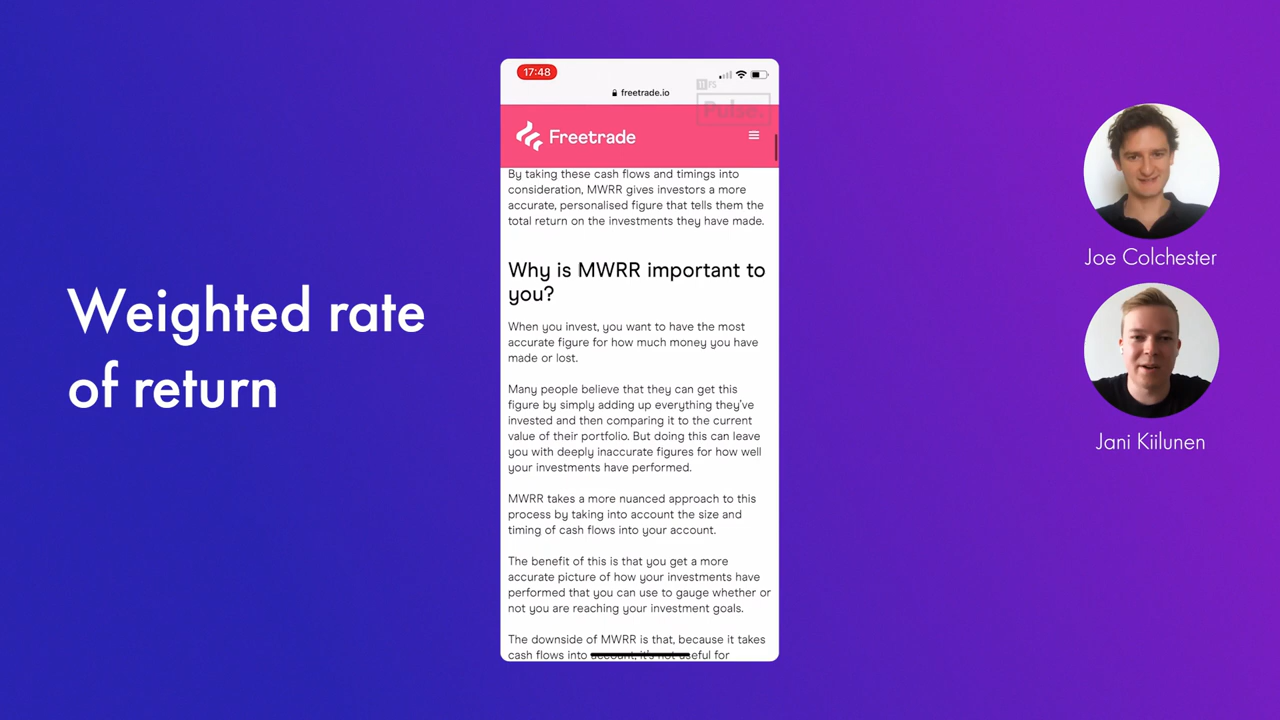 Weighted rate
of return
17:48
freetrade.io
11:FS
Pulse.
Freetrade
By taking these cash flows and timings into
consideration, MWRR gives investors a more
accurate, personalised figure that tells them the
total return on the investments they have made.
Why is MWRR important to
you?
When you invest, you want to have the most
accurate figure for how much money you have
made or lost.
Many people believe that they can get this
figure by simply adding up everything they've
invested and then comparing it to the current
value of their portfolio. But doing this can leave
you with deeply inaccurate figures for how well
your investments have performed.
MWRR takes a more nuanced approach to this
process by taking into account the size and
timing of cash flows into your account.
The benefit of this is that you get a more
accurate picture of how your investments have
performed that you can use to gauge whether or
not you are reaching your investment goals.
The downside of MWRR is that, because it takes
cash flows into account, it's not useful for
Joe Colchester
Jani Kiilunen